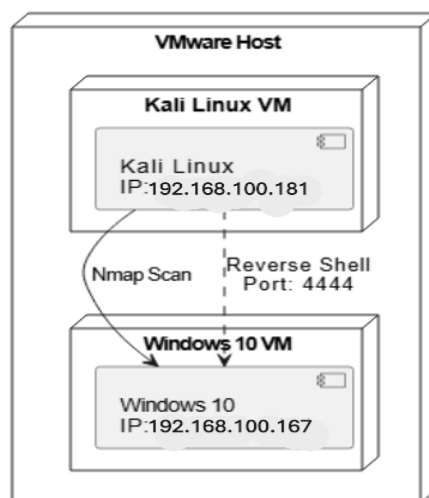 VMware Host
Kali Linux VM
Kali Linux
IP:192.168.100.181
Nmap Scan
Reverse Shell
Port: 4444
Windows 10 VM
Windows 10
IP:192.168.100.167